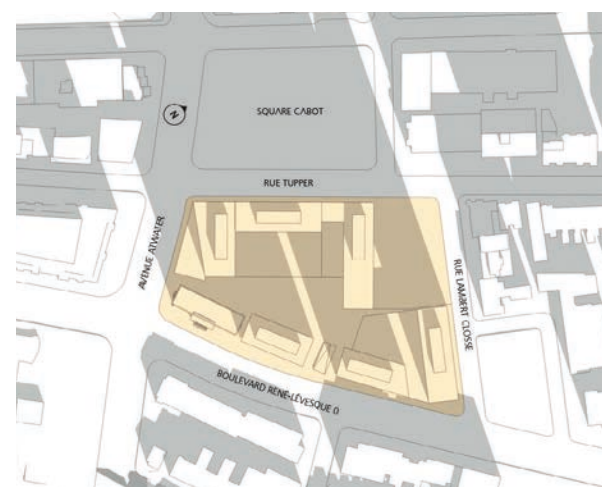 N
SQUARE CABOT
RUE TUPPER
AVENUE ATWATER
RUE LAMBERT CLOSSE
BOULEVARD RENÉ-LÉVESQUE O